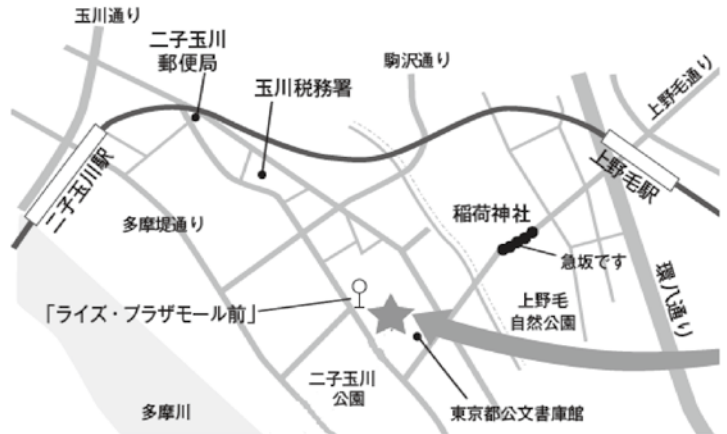 玉川通り
二子玉川
郵便局
玉川税務署
駒沢通り
上野毛通り
二子玉川駅
上野毛駅
多摩堤通り
稲荷神社
急坂です
環八通り
「ライズ・プラザモール前」
上野毛
自然公園
二子玉川
公園
多摩川
東京都公文書庫館